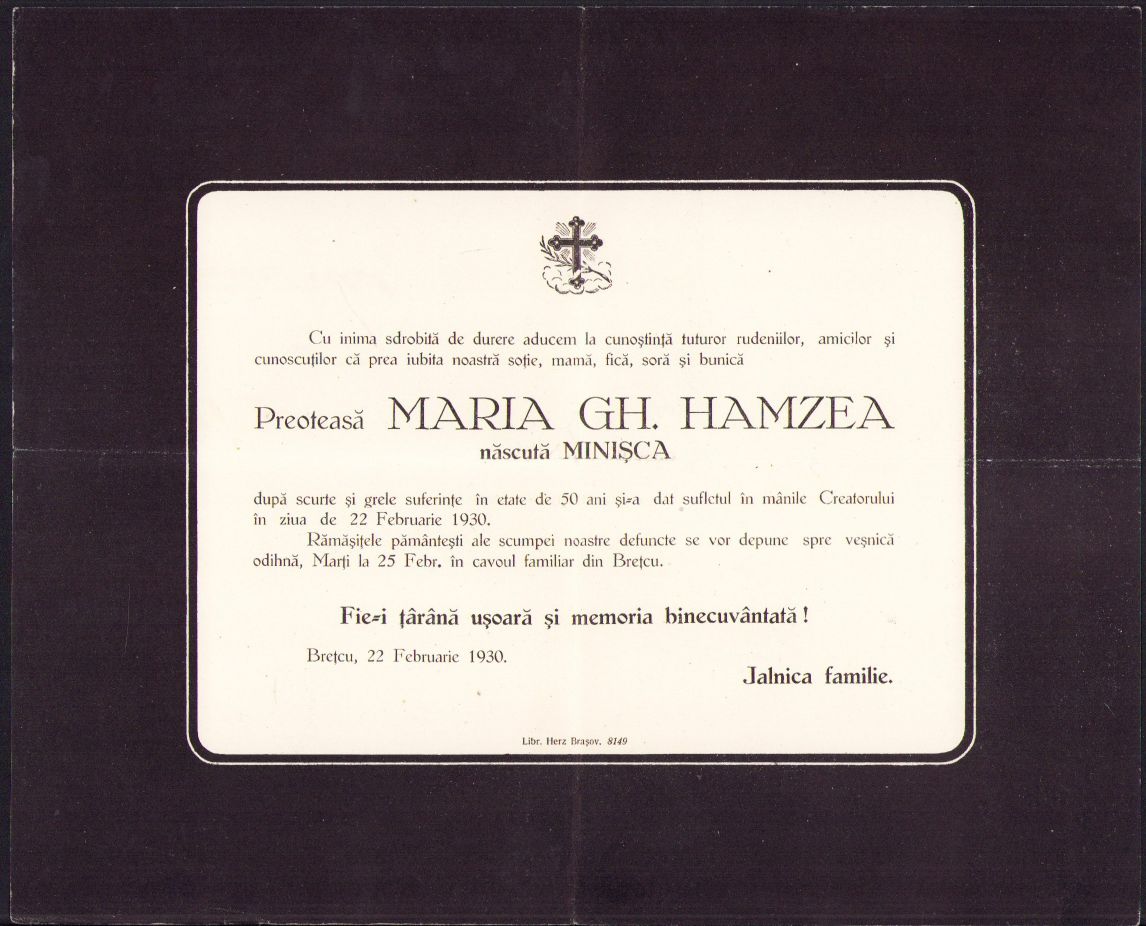 Cu inima sdrobită de durere aducem la cunoştinţă tuturor rudeniilor, amicilor şi
cunoscuţilor că prea iubita noastră soţie, mamă, fică, soră şi bunică
Preoteasă MARIA GH. HAMZEA
născută MINIŞCA
după scurte şi grele suferinţe în etate de 50 ani şi-a dat sufletul în mânile Creatorului
în ziua de 22 Februarie 1930.
Rămăşiţele pământeşti ale scumpei noastre defuncte se vor depune spre veşnică
odihnă, Marţi la 25 Febr. în cavoul familiar din Breţcu.
Fie-i ţârână uşoară şi memoria binecuvântată!
Breţcu, 22 Februarie 1930.
Jalnica familie.
Libr. Herz Braşov. 8149